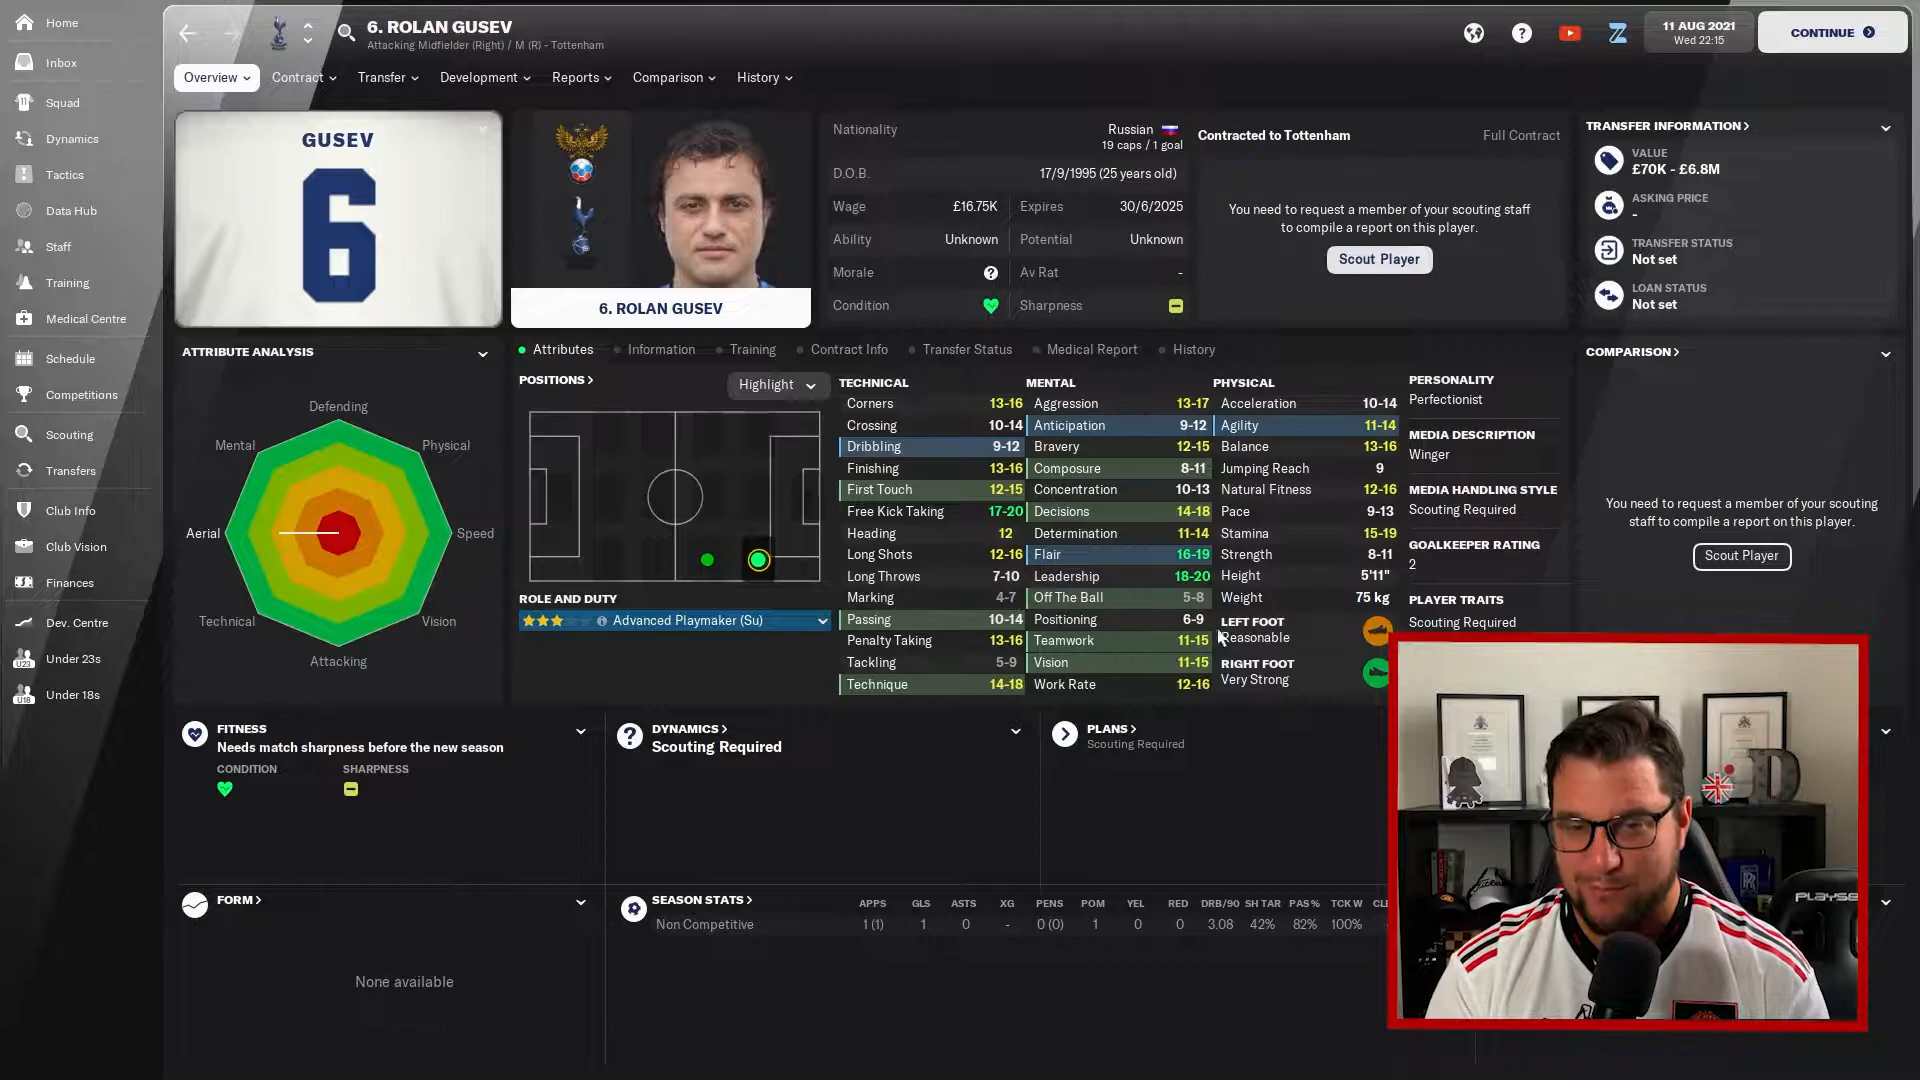 Home
Inbox
Squad
Dynamics
Tactics
Data Hub
Staff
Training
Medical Centre
Schedule
Competitions
Scouting
Transfers
Club Info
Club Vision
Finances
Dev. Centre
Under 23s
U23
Under 18s
U18
6. ROLAN GUSEV
Attacking Midfielder (Right) / M (R) - Tottenham
11 AUG 2021
Wed 22:15
CONTINUE
Overview Contract Transfer Development Reports Comparison History
GUSEV
6
6. ROLAN GUSEV
Nationality Russian
19 caps / 1 goal
D.O.B. 17/9/1995 (25 years old)
Wage £16.75K Expires 30/6/2025
Ability Unknown Potential Unknown
Morale ? Av Rat -
Condition Sharpness
Contracted to Tottenham Full Contract
You need to request a member of your scouting staff
to compile a report on this player.
Scout Player
TRANSFER INFORMATION >
VALUE
£70K - £6.8M
ASKING PRICE
-
TRANSFER STATUS
Not set
LOAN STATUS
Not set
ATTRIBUTE ANALYSIS
Defending
Mental Physical
Aerial Speed
Technical Vision
Attacking
Attributes Information Training Contract Info Transfer Status Medical Report History
POSITIONS >
Highlight
ROLE AND DUTY
Advanced Playmaker (Su)
TECHNICAL
Corners 13-16
Crossing 10-14
Dribbling 9-12
Finishing 13-16
First Touch 12-15
Free Kick Taking 17-20
Heading 12
Long Shots 12-16
Long Throws 7-10
Marking 4-7
Passing 10-14
Penalty Taking 13-16
Tackling 5-9
Technique 14-18
MENTAL
Aggression 13-17
Anticipation 9-12
Bravery 12-15
Composure 8-11
Concentration 10-13
Decisions 14-18
Determination 11-14
Flair 16-19
Leadership 18-20
Off The Ball 5-8
Positioning 6-9
Teamwork 11-15
Vision 11-15
Work Rate 12-16
PHYSICAL
Acceleration 10-14
Agility 11-14
Balance 13-16
Jumping Reach 9
Natural Fitness 12-16
Pace 9-13
Stamina 15-19
Strength 8-11
Height 5'11"
Weight 75 kg
LEFT FOOT
Reasonable
RIGHT FOOT
Very Strong
PERSONALITY
Perfectionist
MEDIA DESCRIPTION
Winger
MEDIA HANDLING STYLE
Scouting Required
GOALKEEPER RATING
2
PLAYER TRAITS
Scouting Required
COMPARISON >
You need to request a member of your scouting
staff to compile a report on this player.
Scout Player
FITNESS
Needs match sharpness before the new season
CONDITION SHARPNESS
DYNAMICS >
Scouting Required
PLANS >
Scouting Required
FORM >
None available
SEASON STATS >
APPS GLS ASTS XG PENS POM YEL RED DRB/90 SH TAR PAS% TCK W
Non Competitive 1 (1) 1 0 - 0 (0) 1 0 0 3.08 42% 82% 100%
PLAYSE